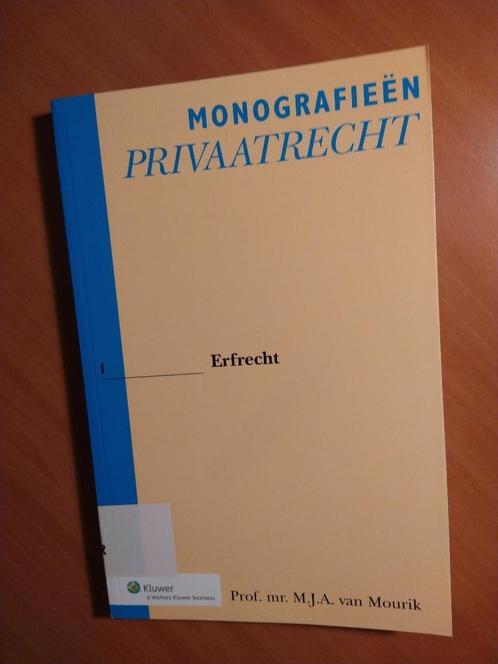 MONOGRAFIEËN
PRIVAATRECHT
1 Erfrecht
R
Kluwer
a Wolters Kluwer business
Prof. mr. M.J.A. van Mourik